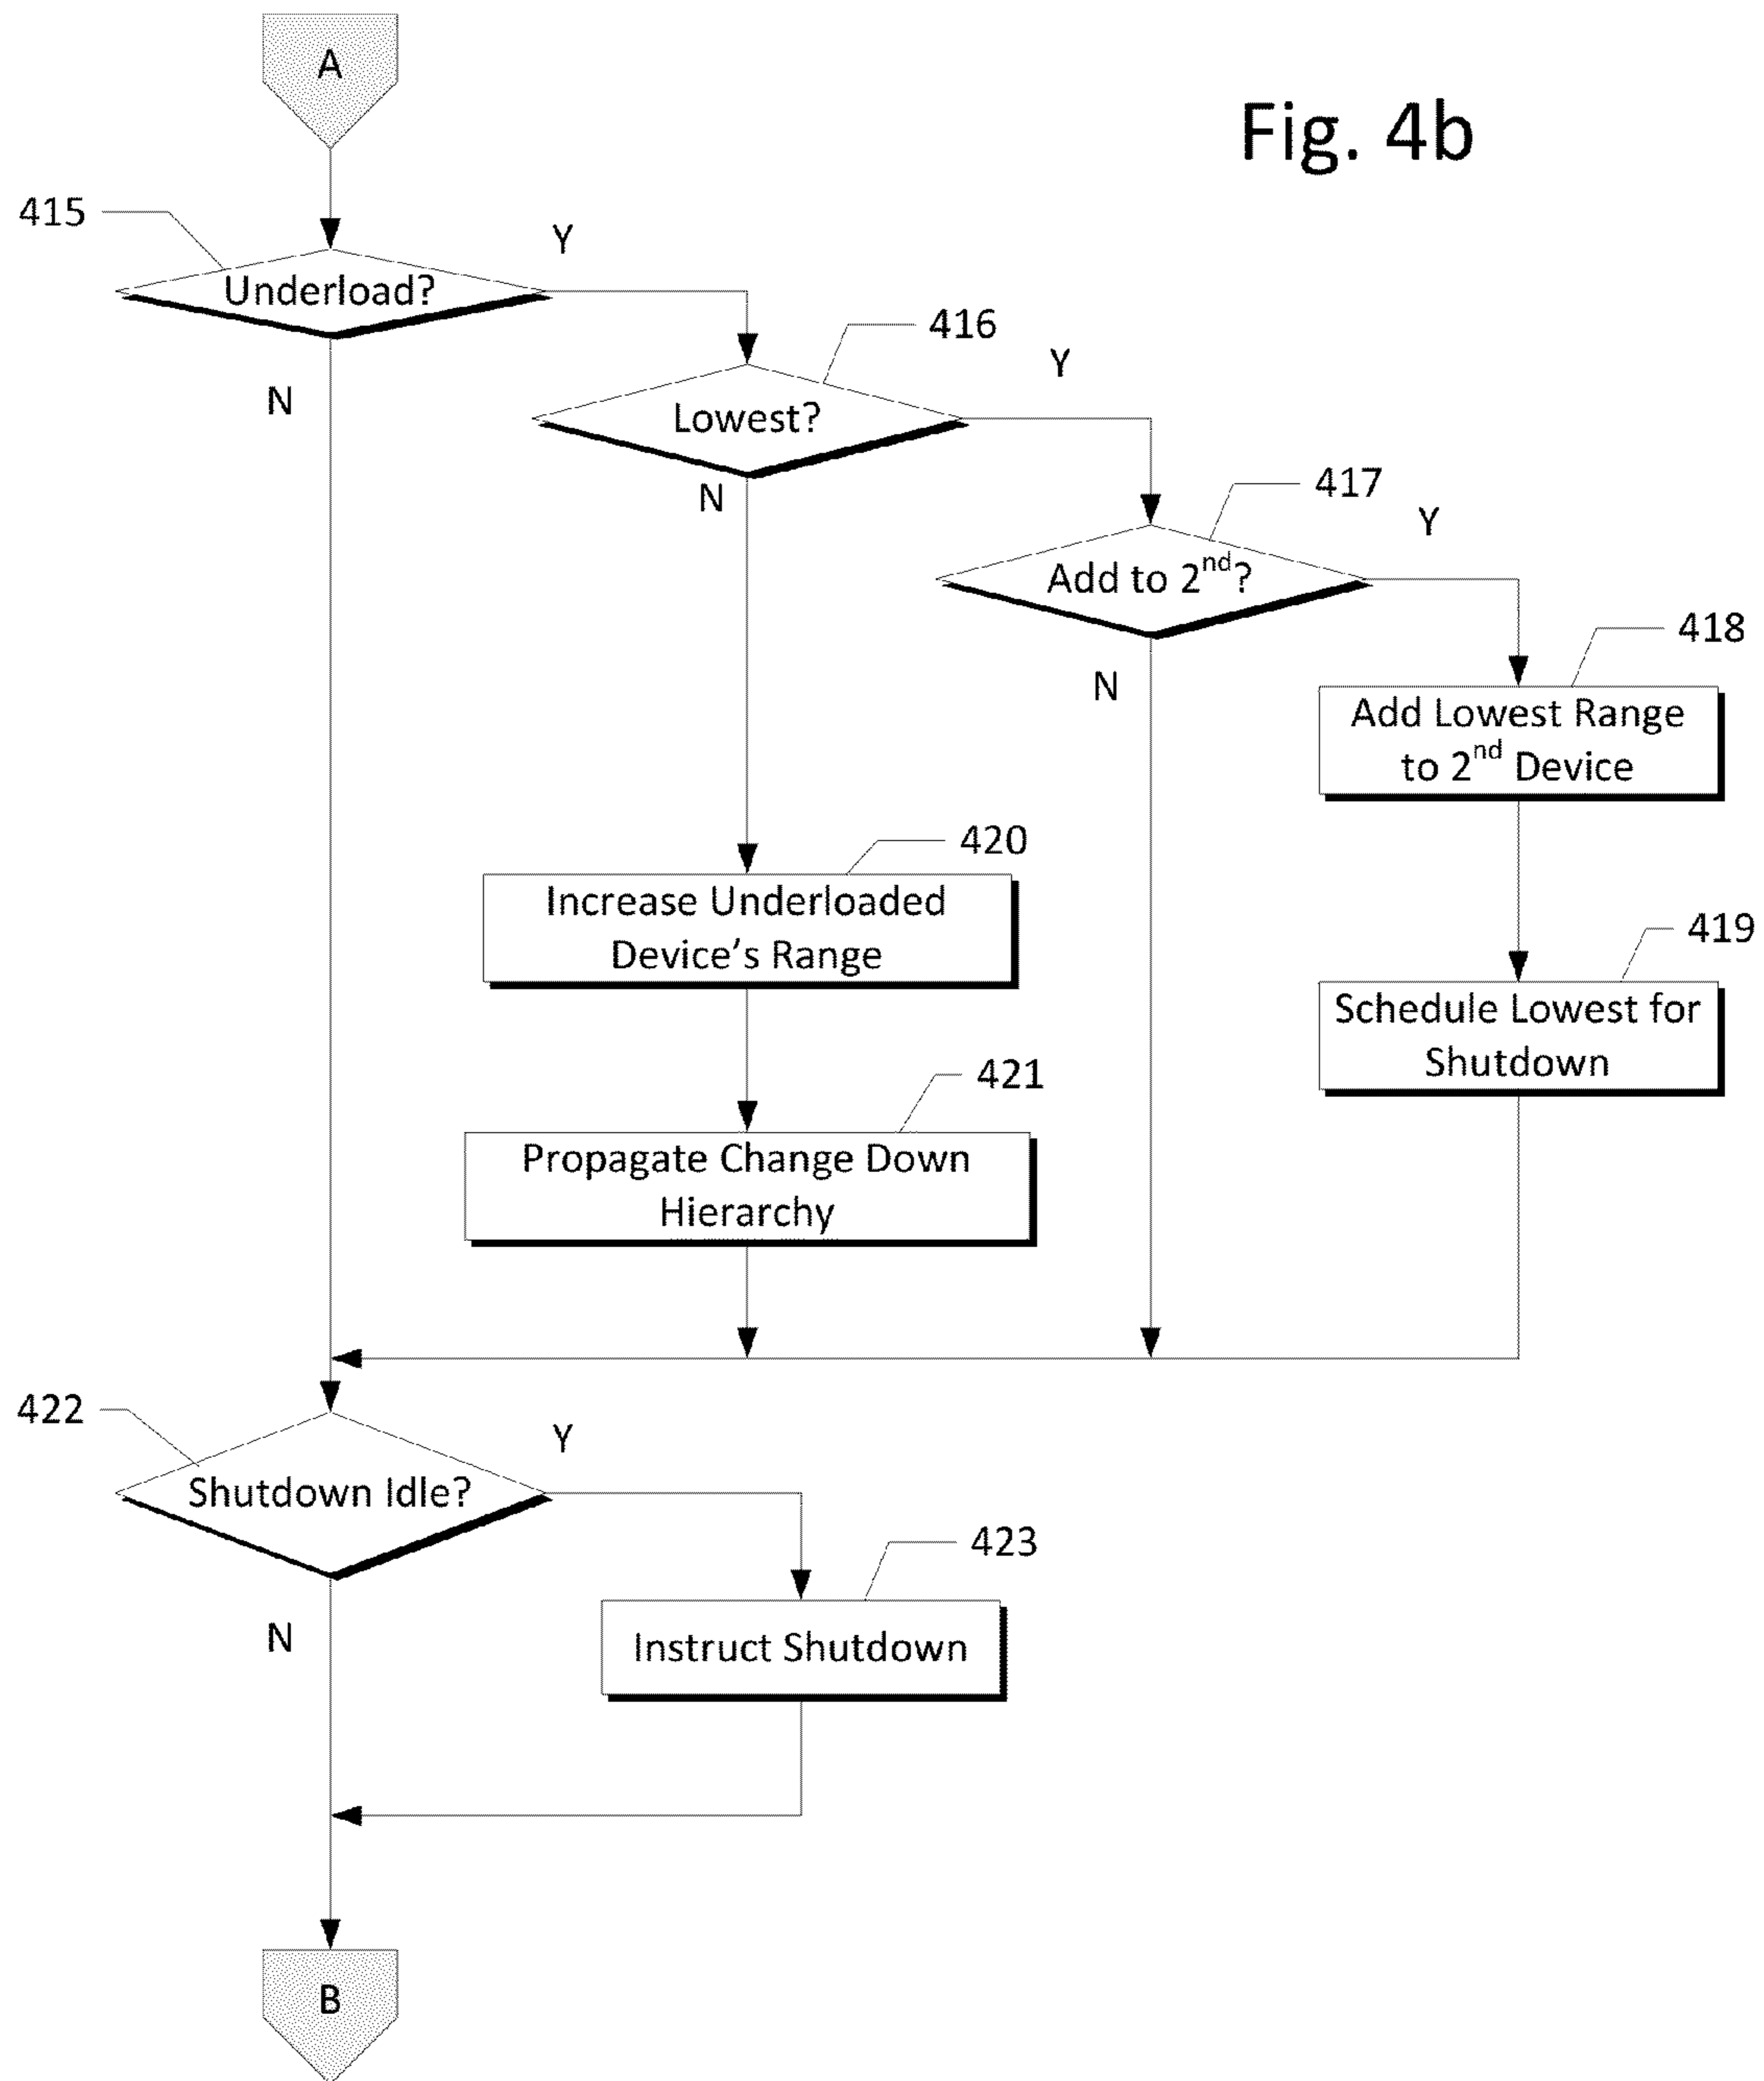 A
Fig. 4b
415
Y
Underload?
416
N
Y
Lowest?
417
N
Y
Add to 2nd?
418
N
Add Lowest Range
to 2nd Device
420
Increase Underloaded
Device’s Range
419
Schedule Lowest for
Shutdown
421
Propagate Change Down
Hierarchy
422
Y
Shutdown Idle?
423
N
Instruct Shutdown
B